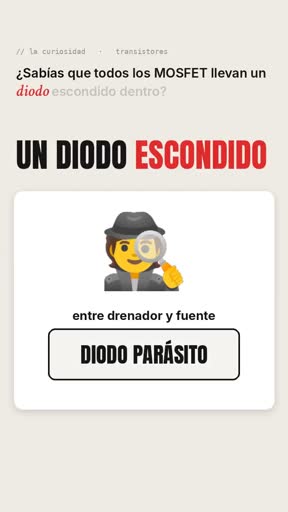 // la curiosidad · transistores
¿Sabías que todos los MOSFET llevan un
diodo escondido dentro?
UN DIODO ESCONDIDO
entre drenador y fuente
DIODO PARÁSITO